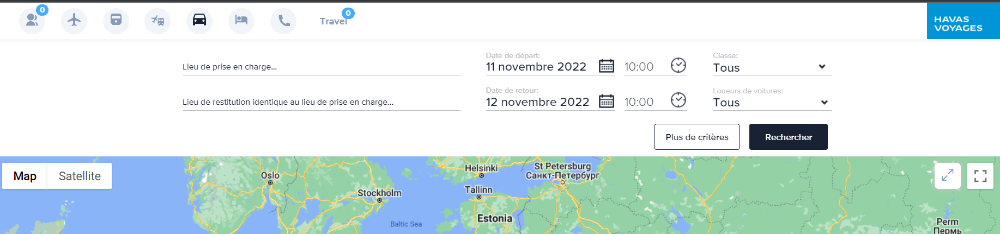 0
Travel
0
HAVAS
VOYAGES
Lieu de prise en charge...
Date de départ:
11 novembre 2022
10:00
Classe:
Tous
Lieu de restitution identique au lieu de prise en charge...
Date de retour:
12 novembre 2022
10:00
Loueurs de voitures:
Tous
Plus de critères
Rechercher
Map
Satellite
Oslo
Stockholm
Baltic Sea
Helsinki
Tallinn
Estonia
St Petersburg
Санкт-Петербург
Perm
Пермь